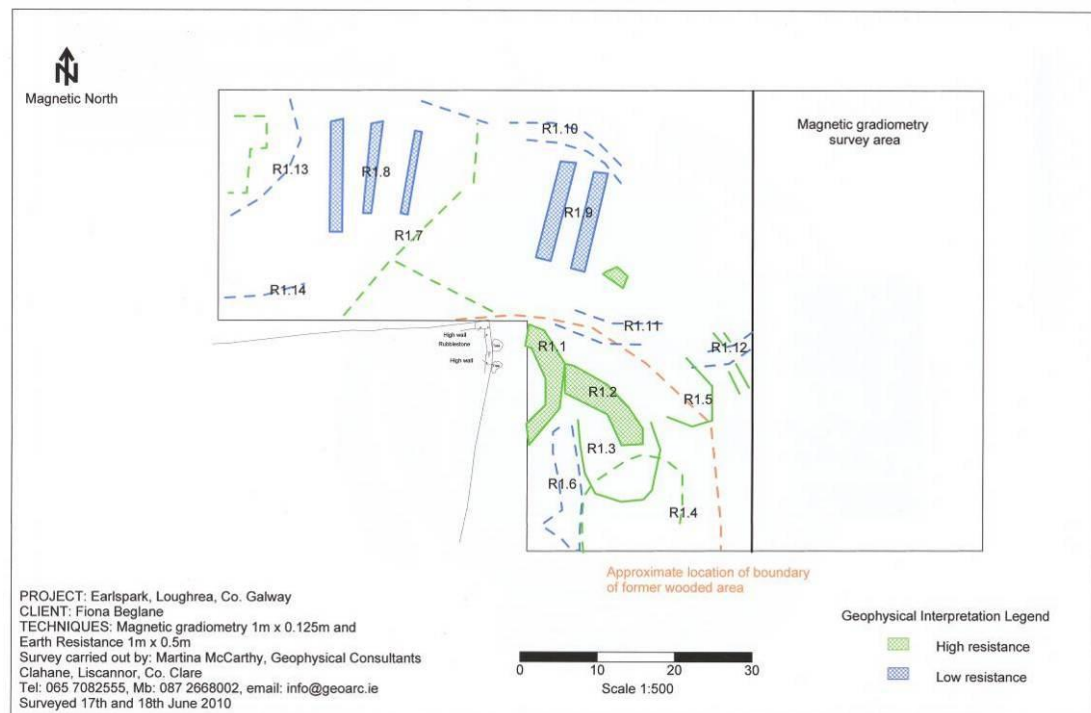 N
Magnetic North
Magnetic gradiometry
survey area
R1.10
R1.13
R1.8
R1.9
R1.7
R1.14
R1.11
High wall
Rubblestone
High wall
R1.1
R1.12
R1.2
R1.5
R1.3
R1.6
R1.4
Approximate location of boundary
of former wooded area
PROJECT: Earlspark, Loughrea, Co. Galway
CLIENT: Fiona Beglane
TECHNIQUES: Magnetic gradiometry 1m x 0.125m and
Earth Resistance 1m x 0.5m
Survey carried out by: Martina McCarthy, Geophysical Consultants
Clahane, Liscannor, Co. Clare
Tel: 065 7082555, Mb: 087 2668002, email: info@geoarc.ie
Surveyed 17th and 18th June 2010
0 10 20 30
Scale 1:500
Geophysical Interpretation Legend
High resistance
Low resistance